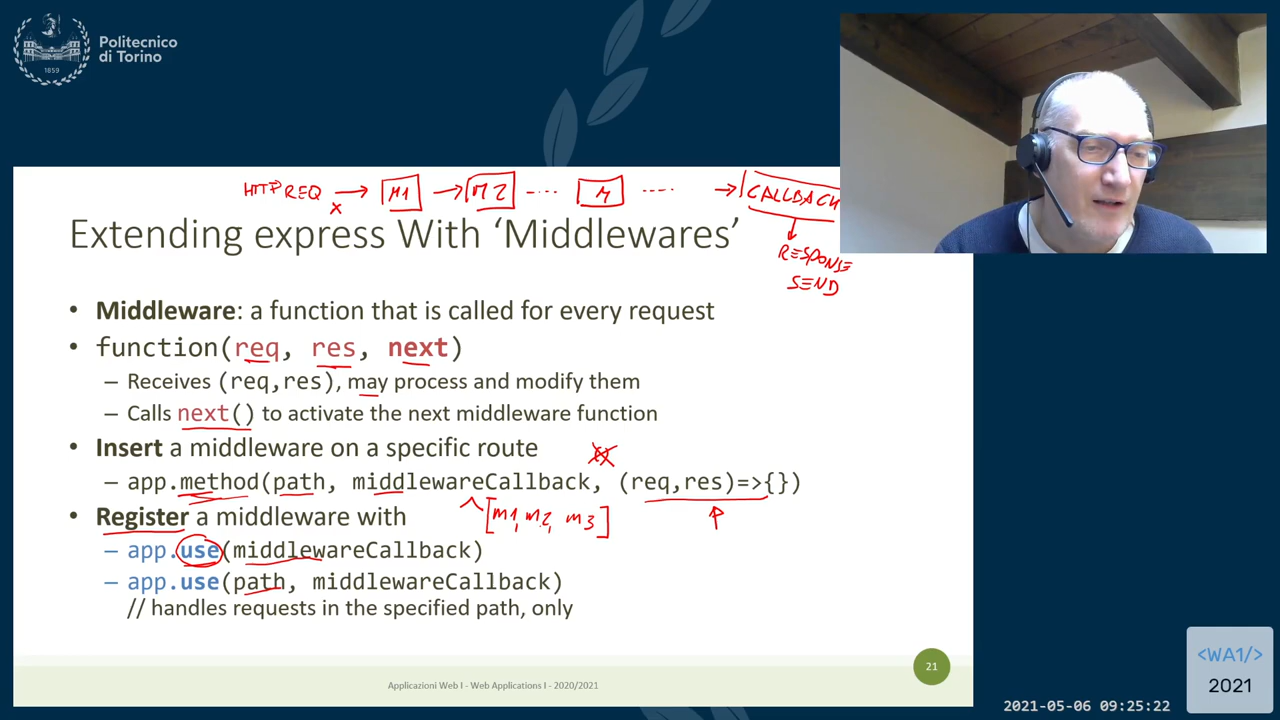 Politecnico
di Torino
1859
HTTP REQ → M1 → M2 ---- M ---- → CALLBACK
x
Extending express With ‘Middlewares’
RESPONSE
SEND
• Middleware: a function that is called for every request
• function(req, res, next)
– Receives (req,res), may process and modify them
– Calls next() to activate the next middleware function
• Insert a middleware on a specific route
– app.method(path, middlewareCallback, (req,res)=>{})
• Register a middleware with
[m1, m2, m3]
– app.use(middlewareCallback)
– app.use(path, middlewareCallback)
// handles requests in the specified path, only
21
Applicazioni Web I - Web Applications I - 2020/2021
<WA1/>
2021
2021-05-06 09:25:22